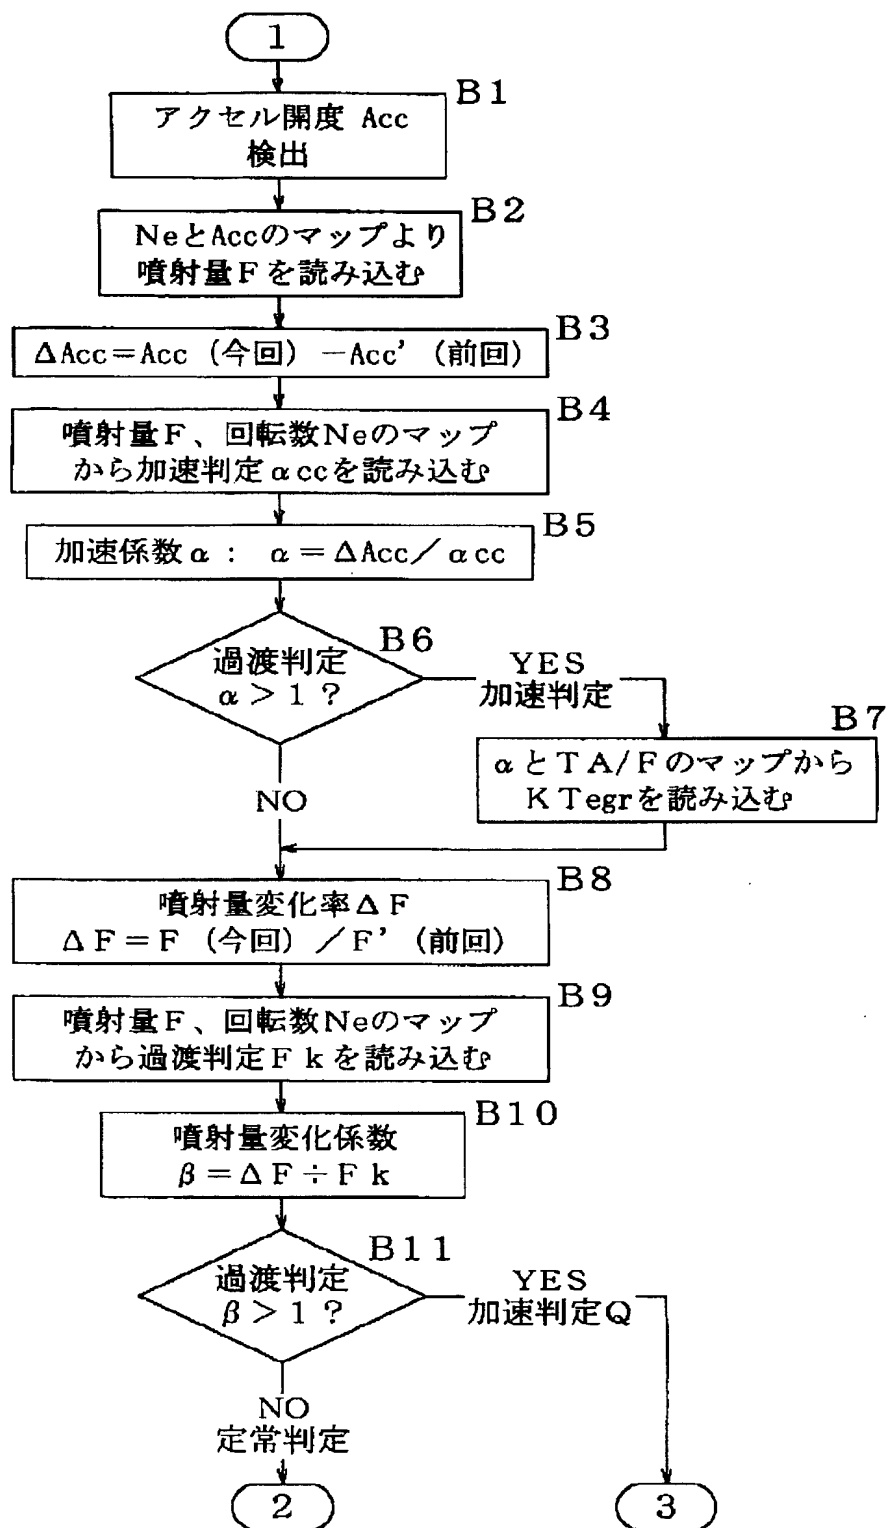 1
B1
アクセル開度 Acc
検出
B2
NeとAccのマップより
噴射量Fを読み込む
B3
ΔAcc=Acc (今回) -Acc' (前回)
B4
噴射量F、回転数Neのマップ
から加速判定αccを読み込む
B5
加速係数α: α=ΔAcc/αcc
B6
過渡判定
α>1?
YES
加速判定
B7
αとTA/Fのマップから
KTegrを読み込む
NO
B8
噴射量変化率ΔF
ΔF=F (今回) /F' (前回)
B9
噴射量F、回転数Neのマップ
から過渡判定Fkを読み込む
B10
噴射量変化係数
β=ΔF÷Fk
B11
過渡判定
β>1?
YES
加速判定Q
NO
定常判定
2
3